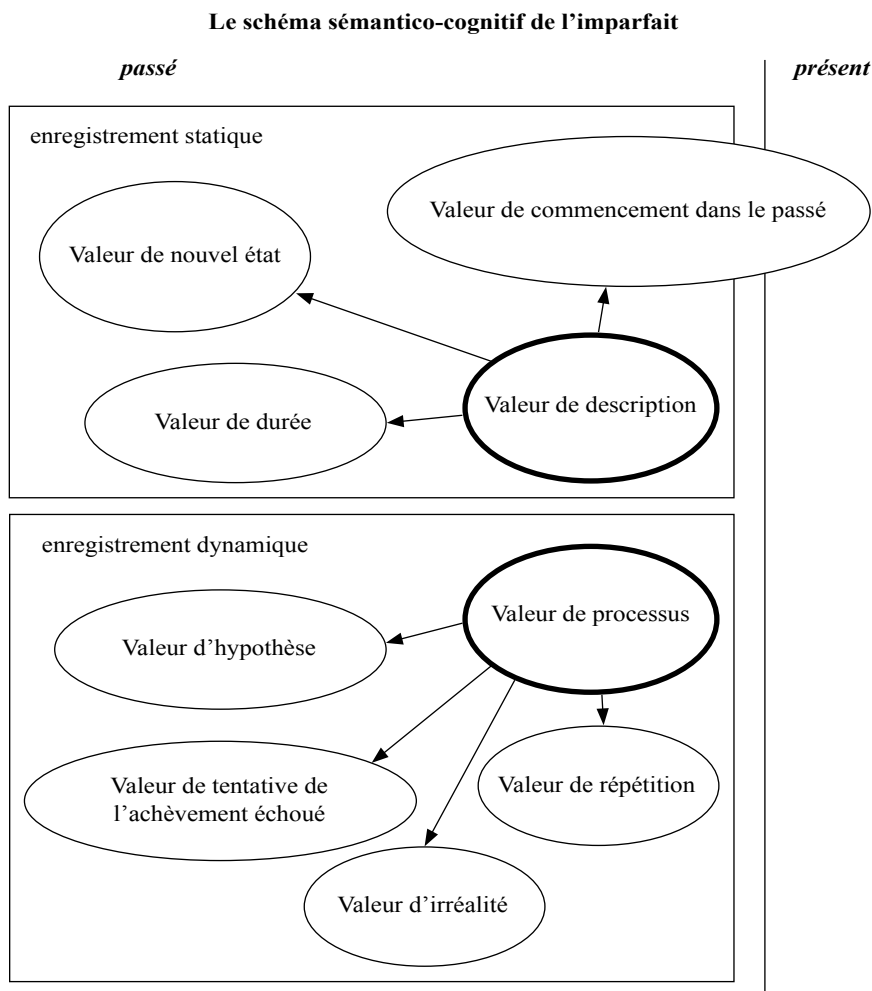 Le schéma sémantico-cognitif de l’imparfait
passé
présent
enregistrement statique
Valeur de commencement dans le passé
Valeur de nouvel état
Valeur de description
Valeur de durée
enregistrement dynamique
Valeur de processus
Valeur d’hypothèse
Valeur de tentative de
l’achèvement échoué
Valeur de répétition
Valeur d’irréalité